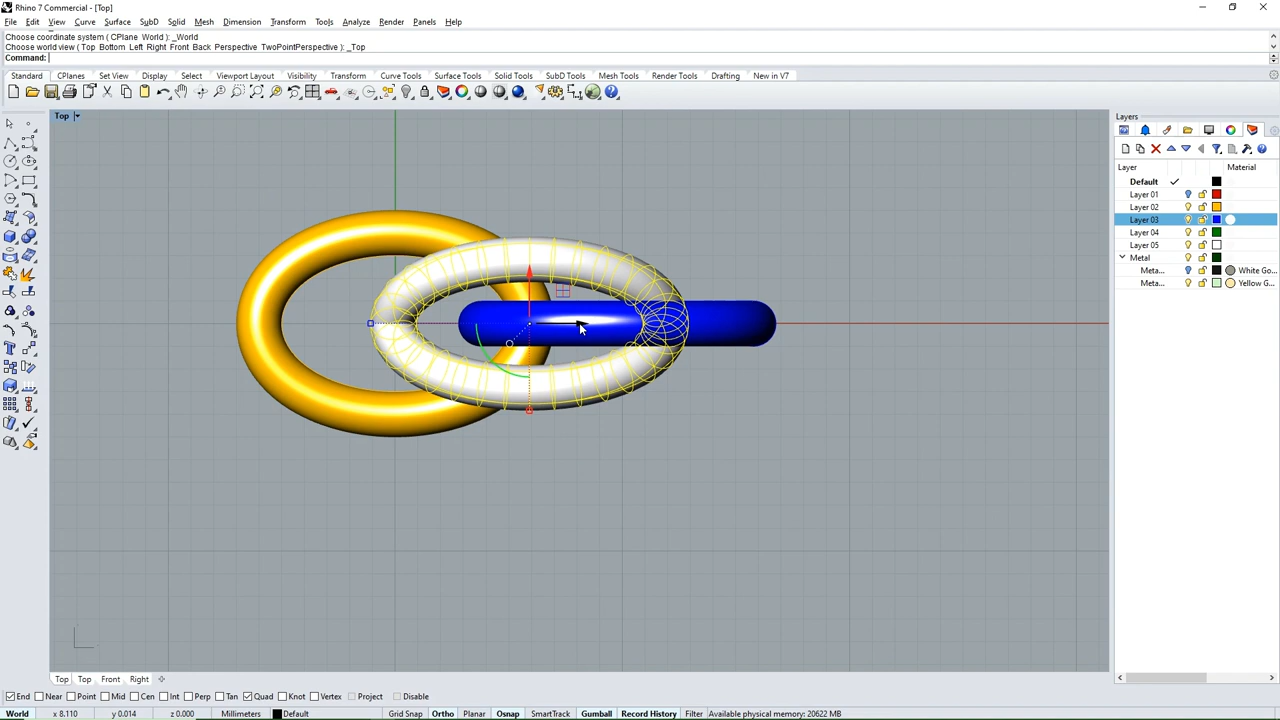 Rhino 7 Commercial - [Top]
File Edit View Curve Surface SubD Solid Mesh Dimension Transform Tools Analyze Render Panels Help
Choose coordinate system ( CPlane World ): _World
Choose world view ( Top Bottom Left Right Front Back Perspective TwoPointPerspective ): _Top
Command:
Standard CPlanes Set View Display Select Viewport Layout Visibility Transform Curve Tools Surface Tools Solid Tools SubD Tools Mesh Tools Render Tools Drafting New in V7
Top
Layers
Layer Material
Default
Layer 01
Layer 02
Layer 03
Layer 04
Layer 05
Metal
Meta... White Go...
Meta... Yellow G...
Top Top Front Right
End Near Point Mid Cen Int Perp Tan Quad Knot Vertex Project Disable
World x 8.110 y 0.014 z 0.000 Millimeters Default Grid Snap Ortho Planar Osnap SmartTrack Gumball Record History Filter Available physical memory: 20622 MB